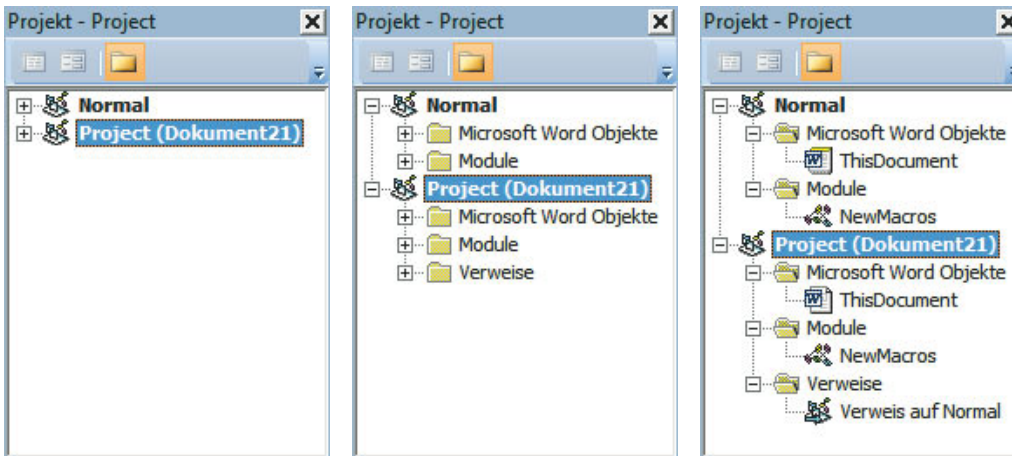 Projekt - Project
Normal
Project (Dokument21)
Projekt - Project
Normal
Microsoft Word Objekte
Module
Project (Dokument21)
Microsoft Word Objekte
Module
Verweise
Projekt - Project
Normal
Microsoft Word Objekte
ThisDocument
Module
NewMacros
Project (Dokument21)
Microsoft Word Objekte
ThisDocument
Module
NewMacros
Verweise
Verweis auf Normal